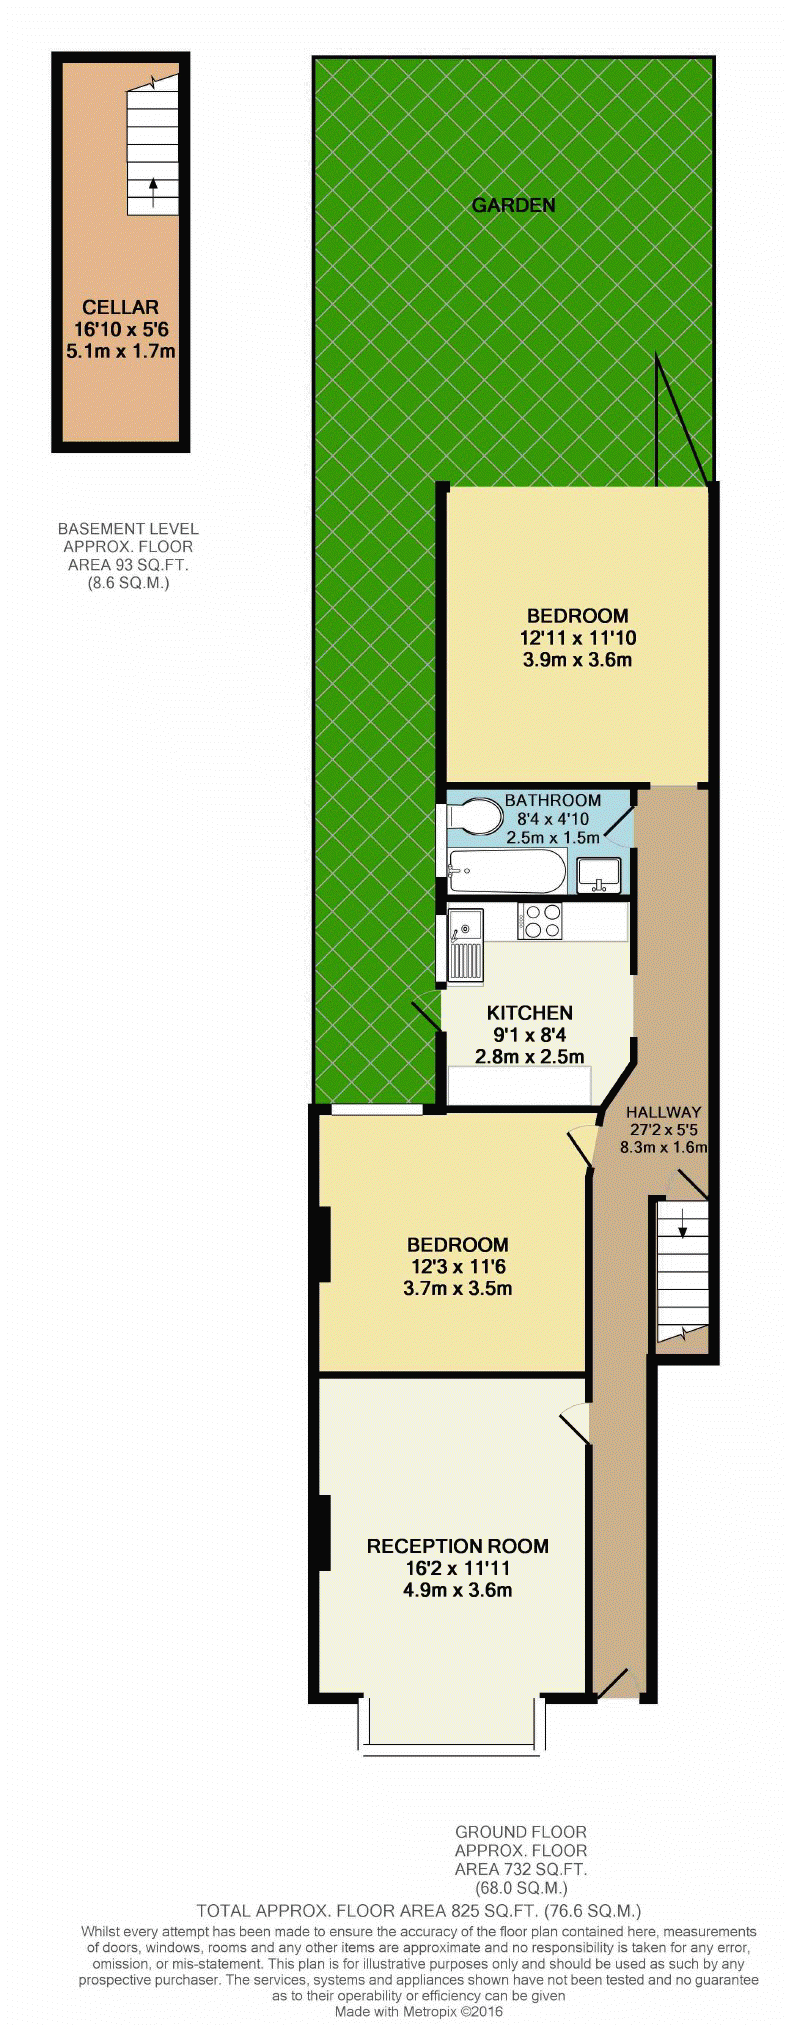 GARDEN
CELLAR
16'10 x 5'6
5.1m x 1.7m
BASEMENT LEVEL
APPROX. FLOOR
AREA 93 SQ.FT.
(8.6 SQ.M.)
BEDROOM
12'11 x 11'10
3.9m x 3.6m
BATHROOM
8'4 x 4'10
2.5m x 1.5m
KITCHEN
9'1 x 8'4
2.8m x 2.5m
HALLWAY
27'2 x 5'5
8.3m x 1.6m
BEDROOM
12'3 x 11'6
3.7m x 3.5m
RECEPTION ROOM
16'2 x 11'11
4.9m x 3.6m
GROUND FLOOR
APPROX. FLOOR
AREA 732 SQ.FT.
(68.0 SQ.M.)
TOTAL APPROX. FLOOR AREA 825 SQ.FT. (76.6 SQ.M.)
Whilst every attempt has been made to ensure the accuracy of the floor plan contained here, measurements
of doors, windows, rooms and any other items are approximate and no responsibility is taken for any error,
omission, or mis-statement. This plan is for illustrative purposes only and should be used as such by any
prospective purchaser. The services, systems and appliances shown have not been tested and no guarantee
as to their operability or efficiency can be given
Made with Metropix ©2016